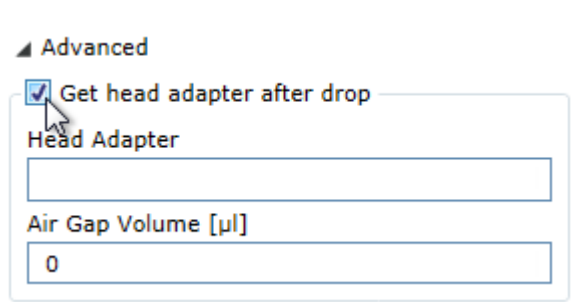 Advanced
Get head adapter after drop
Head Adapter
Air Gap Volume [µl]
0